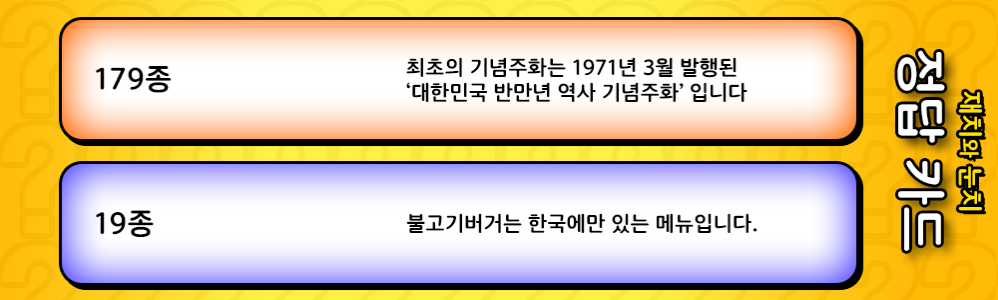 179종
최초의 기념주화는 1971년 3월 발행된
‘대한민국 반만년 역사 기념주화’ 입니다
19종
불고기버거는 한국에만 있는 메뉴입니다.
재치와 눈치
정답 카드